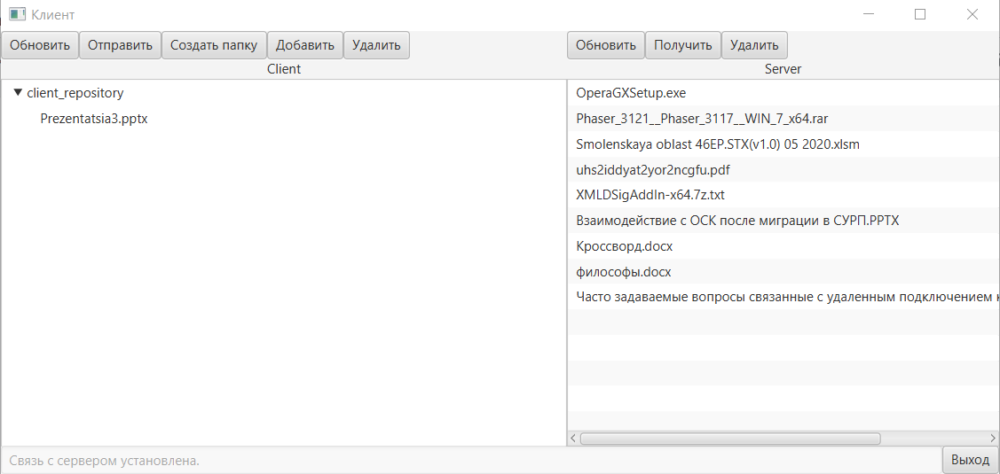 Клиент
Обновить Отправить Создать папку Добавить Удалить
Client
client_repository
Prezentatsia3.pptx
Обновить Получить Удалить
Server
OperaGXSetup.exe
Phaser_3121__Phaser_3117__WIN_7_x64.rar
Smolenskaya oblast 46EP.STX(v1.0) 05 2020.xlsm
uhs2iddyat2yor2ncgfu.pdf
XMLDSigAddIn-x64.7z.txt
Взаимодействие с ОСК после миграции в СУРП.PPTX
Кроссворд.docx
философы.docx
Часто задаваемые вопросы связанные с удаленным подключением к
Связь с сервером установлена.
Выход